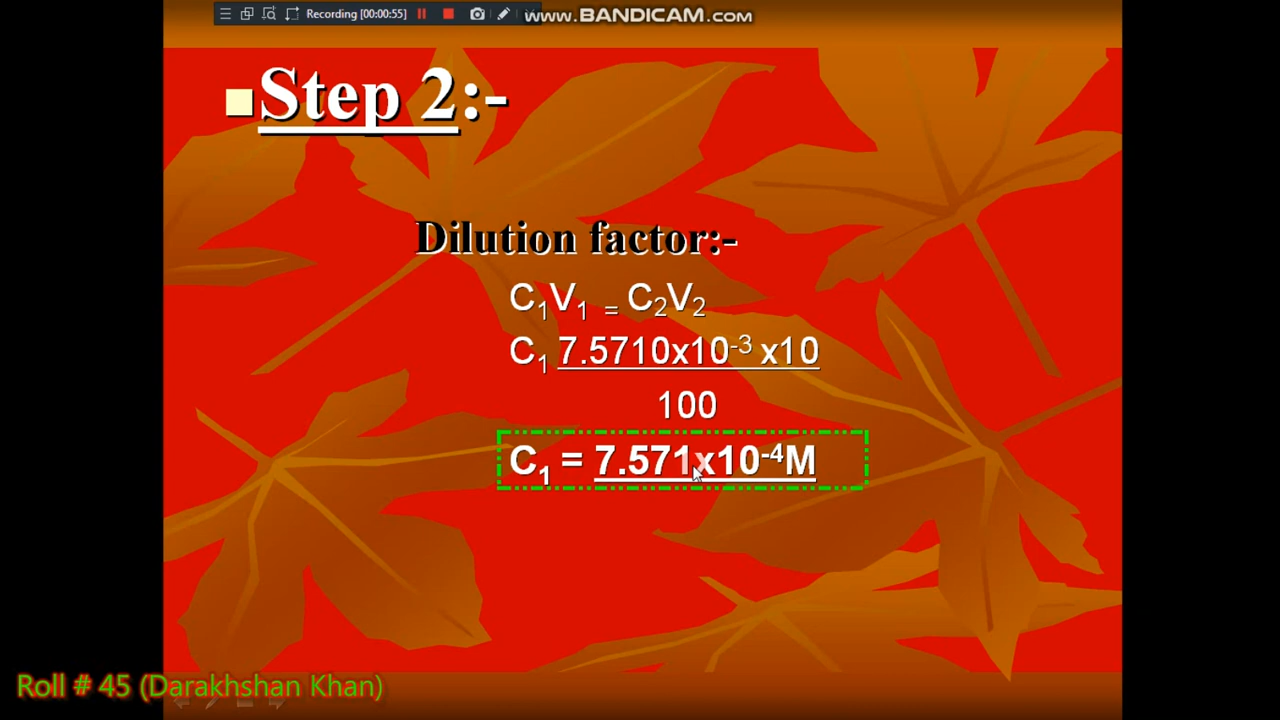 Recording [00:00:55]
www.BANDICAM.com
Step 2:-
Dilution factor:-
C₁V₁ = C₂V₂
C₁ 7.5710x10⁻³ x10
100
C₁ = 7.571x10⁻⁴M
Roll # 45 (Darakhshan Khan)